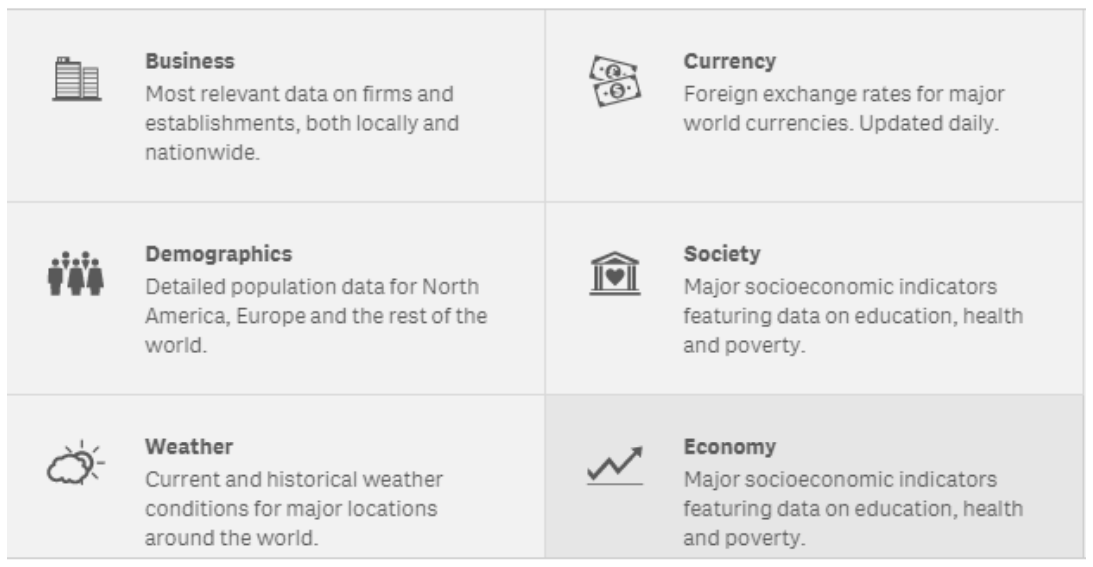 Business
Most relevant data on firms and
establishments, both locally and
nationwide.
Currency
Foreign exchange rates for major
world currencies. Updated daily.
Demographics
Detailed population data for North
America, Europe and the rest of the
world.
Society
Major socioeconomic indicators
featuring data on education, health
and poverty.
Weather
Current and historical weather
conditions for major locations
around the world.
Economy
Major socioeconomic indicators
featuring data on education, health
and poverty.